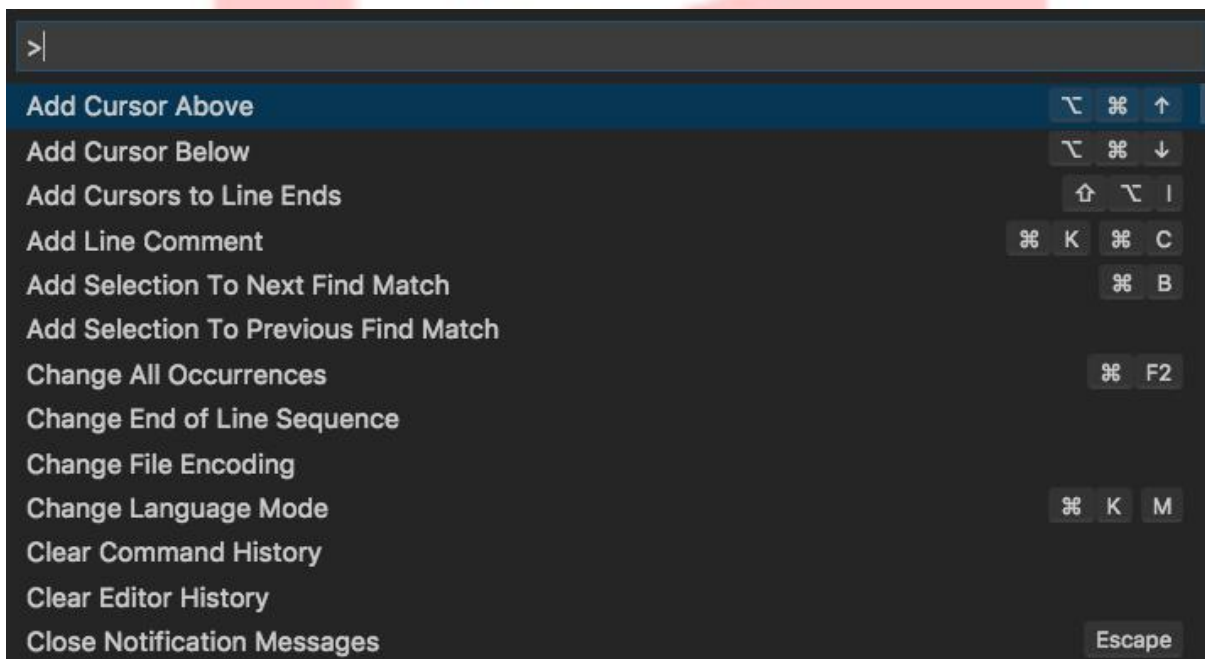 >
Add Cursor Above ⌥ ⌘ ↑
Add Cursor Below ⌥ ⌘ ↓
Add Cursors to Line Ends ⇧ ⌥ I
Add Line Comment ⌘ K ⌘ C
Add Selection To Next Find Match ⌘ B
Add Selection To Previous Find Match
Change All Occurrences ⌘ F2
Change End of Line Sequence
Change File Encoding
Change Language Mode ⌘ K M
Clear Command History
Clear Editor History
Close Notification Messages Escape